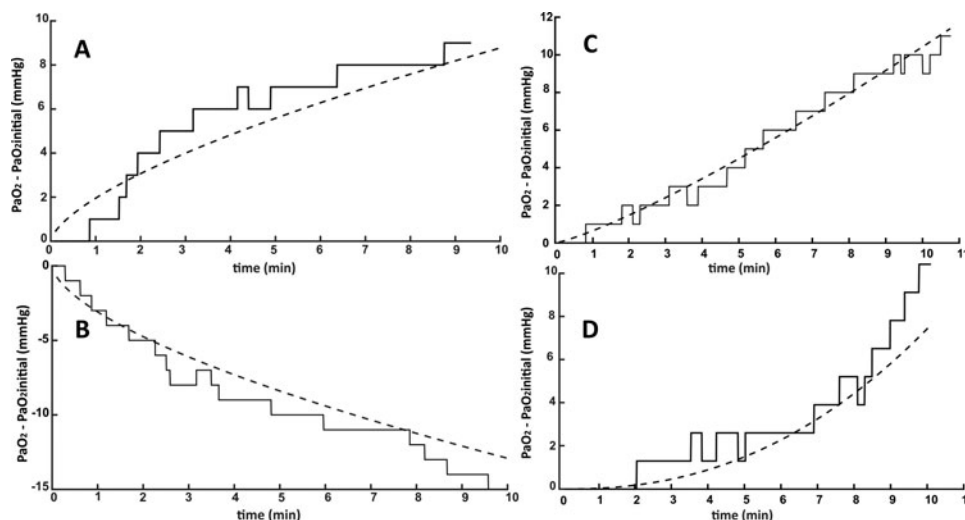 A
PaO₂ - PaO₂initial (mmHg)
10
8
6
4
2
0
0 1 2 3 4 5 6 7 8 9 10
time (min)
B
PaO₂ - PaO₂initial (mmHg)
0
-5
-10
-15
0 1 2 3 4 5 6 7 8 9 10
time (min)
C
PaO₂ - PaO₂initial (mmHg)
12
10
8
6
4
2
0
0 1 2 3 4 5 6 7 8 9 10 11
time (min)
D
PaO₂ - PaO₂initial (mmHg)
10
8
6
4
2
0
1 2 3 4 5 6 7 8 9 10 11
time (min)